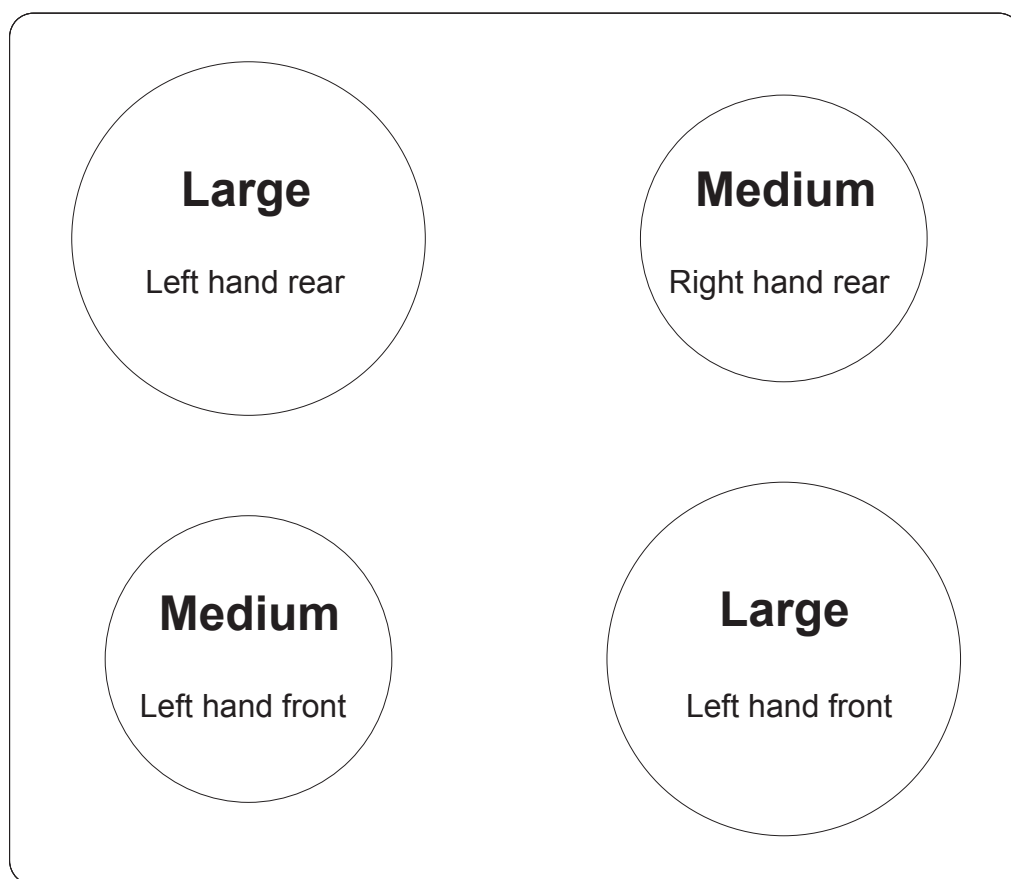 Large
Left hand rear
Medium
Right hand rear
Medium
Left hand front
Large
Left hand front